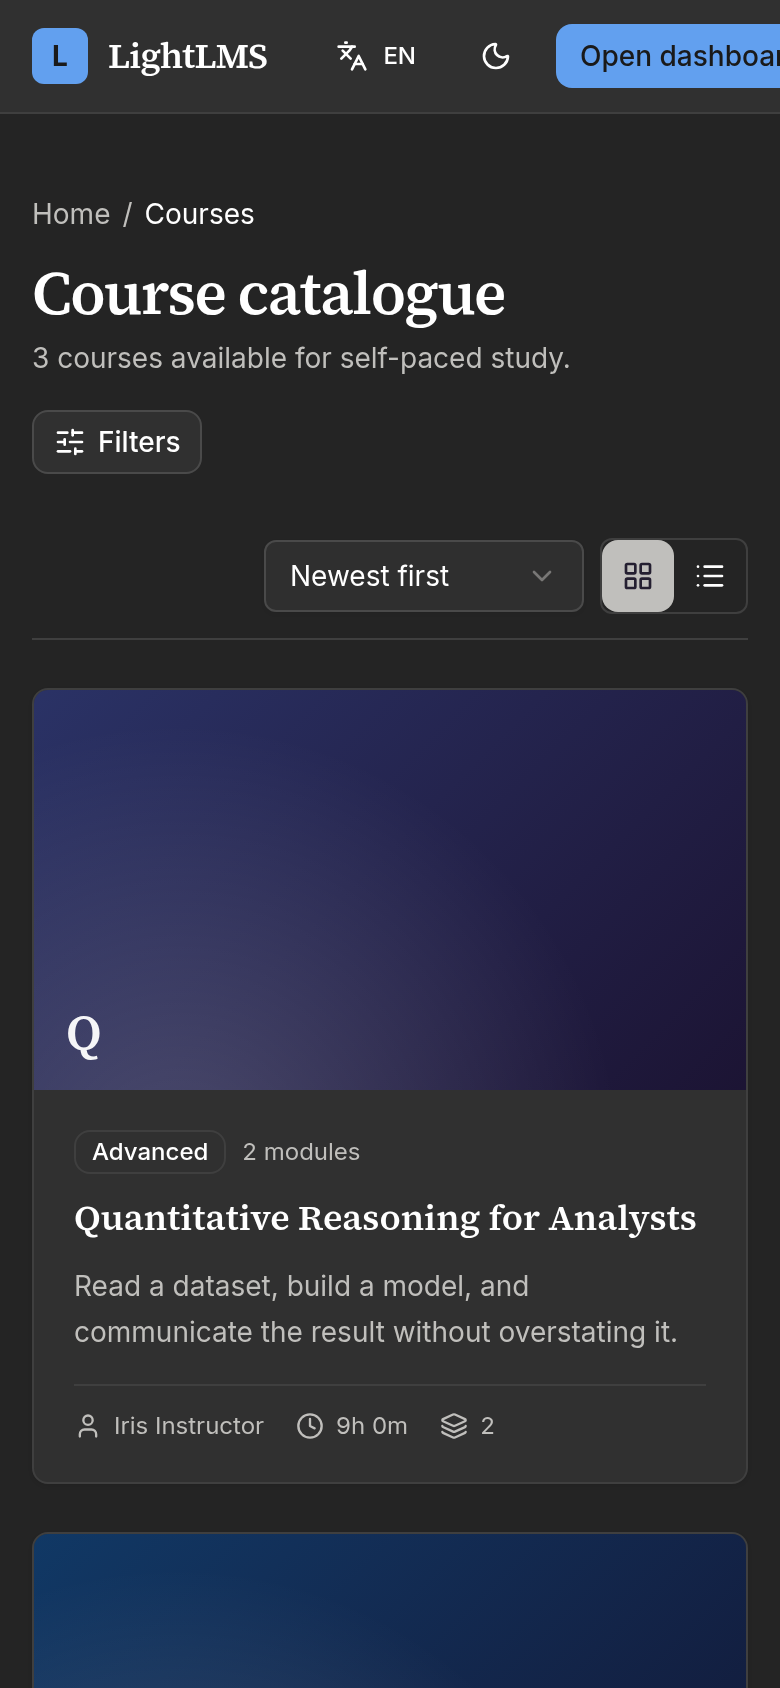 L LightLMS EN Open dashboar
Home / Courses
Course catalogue
3 courses available for self-paced study.
Filters
Newest first
Q
Advanced 2 modules
Quantitative Reasoning for Analysts
Read a dataset, build a model, and
communicate the result without overstating it.
Iris Instructor 9h 0m 2